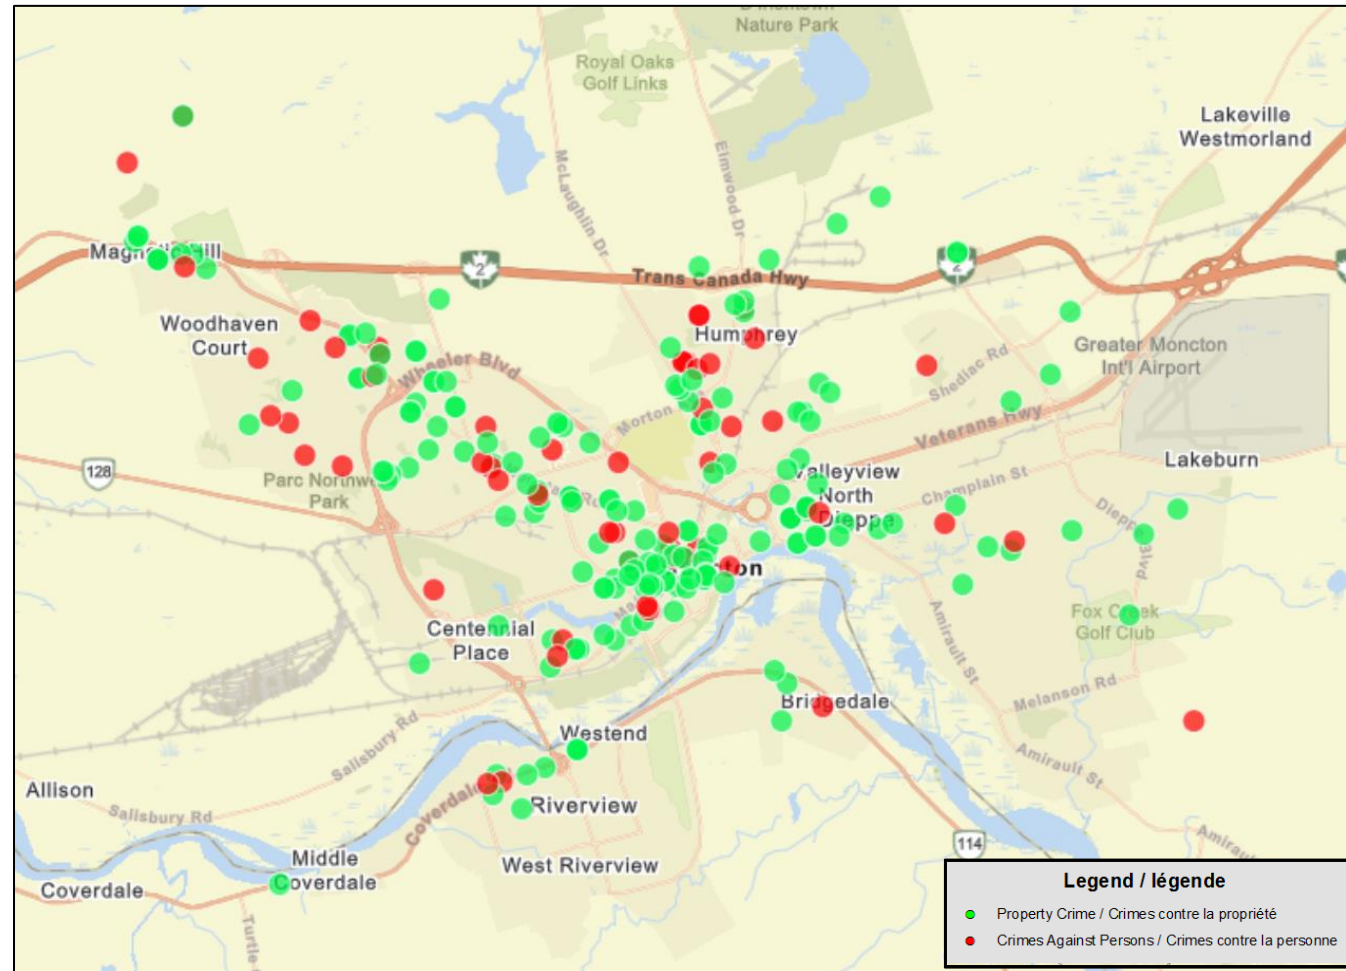 Nature Park
Royal Oaks
Golf Links
Lakeville
Westmorland
McLaughlin Dr
Elmwood Dr
2
Trans Canada Hwy
2
Woodhaven
Court
Humphrey
Greater Moncton
Int'l Airport
Wheeler Blvd
Shediac Rd
Morton
Veterans Hwy
128
Lakeburn
Valleyview
North
Dieppe
Champlain St
Park
Blvd
Centennial
Place
Amirault St
Fox Creek
Golf Club
Melanson Rd
Bridgedale
Salisbury Rd
Westend
Amirault St
Allison
Salisbury Rd
Riverview
114
Middle
Coverdale
West Riverview
Coverdale
Legend / légende
Property Crime / Crimes contre la propriété
Crimes Against Persons / Crimes contre la personne